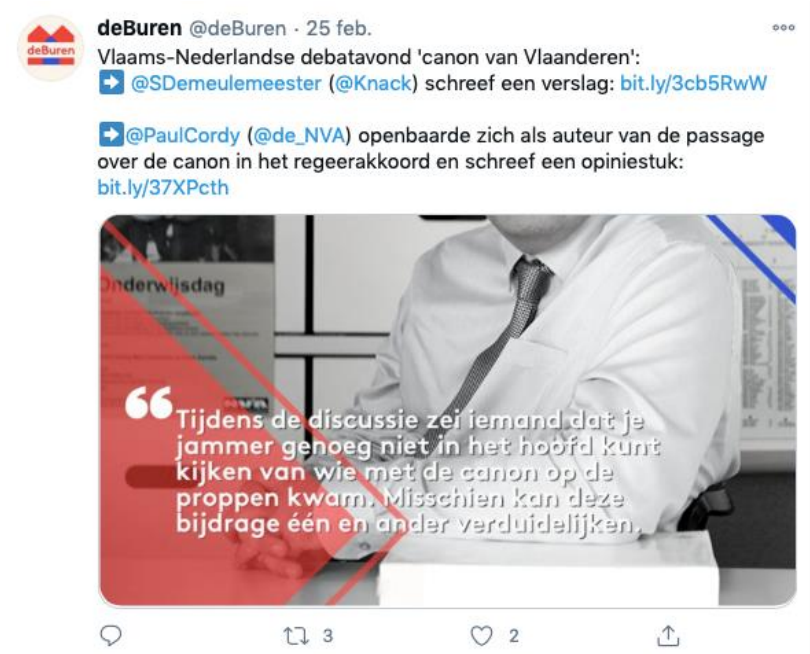 deBuren @deBuren · 25 feb.
deBuren
Vlaams-Nederlandse debatavond 'canon van Vlaanderen':
➡ @SDemeulemeester (@Knack) schreef een verslag: bit.ly/3cb5RwW
➡@PaulCordy (@de_NVA) openbaarde zich als auteur van de passage
over de canon in het regeerakkoord en schreef een opiniestuk:
bit.ly/37XPcth
Onderwijsdag
“Tijdens de discussie zei iemand dat je
jammer genoeg niet in het hoofd kunt
kijken van wie met de canon op de
proppen kwam. Misschien kan deze
bijdrage één en ander verduidelijken.
3 2